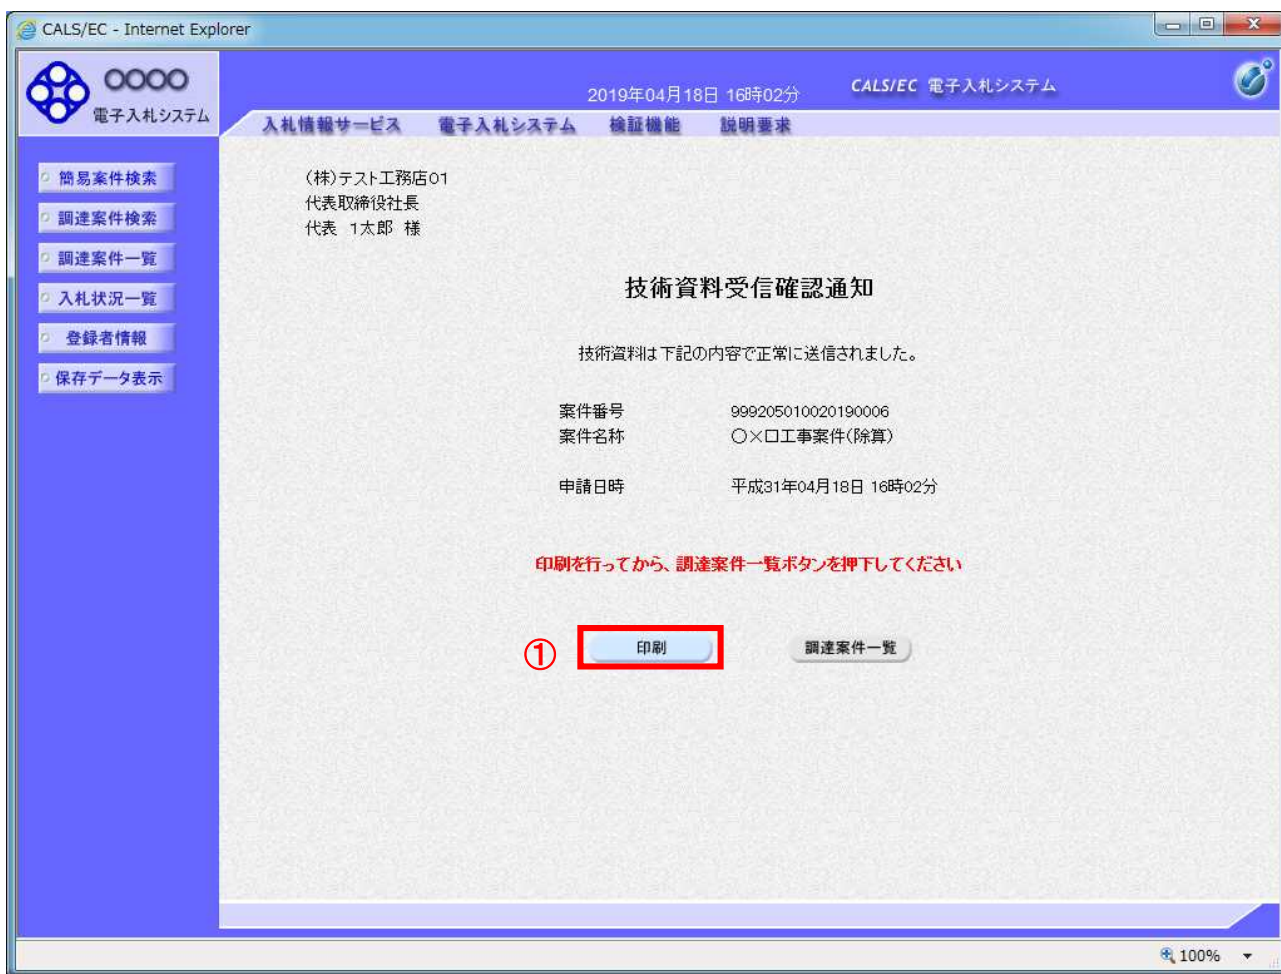 CALS/EC - Internet Explorer
○○○○
電子入札システム
2019年04月18日 16時02分
CALS/EC 電子入札システム
入札情報サービス 電子入札システム 検証機能 説明要求
簡易案件検索
調達案件検索
調達案件一覧
入札状況一覧
登録者情報
保存データ表示
(株)テスト工務店01
代表取締役社長
代表 1太郎 様
技術資料受信確認通知
技術資料は下記の内容で正常に送信されました。
案件番号 999205010020190006
案件名称 ○×口工事案件(除算)
申請日時 平成31年04月18日 16時02分
印刷を行ってから、調達案件一覧ボタンを押下してください
① 印刷 調達案件一覧
100%